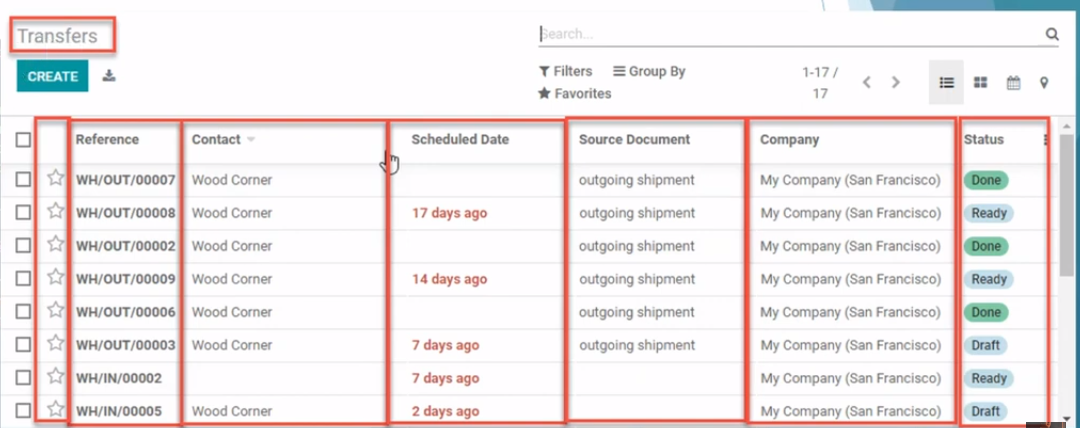 Transfers
Search...
CREATE
Filters Group By
Favorites
1-17 /
17
Reference Contact Scheduled Date Source Document Company Status
WH/OUT/00007 Wood Corner outgoing shipment My Company (San Francisco) Done
WH/OUT/00008 Wood Corner 17 days ago outgoing shipment My Company (San Francisco) Ready
WH/OUT/00002 Wood Corner outgoing shipment My Company (San Francisco) Done
WH/OUT/00009 Wood Corner 14 days ago outgoing shipment My Company (San Francisco) Ready
WH/OUT/00006 Wood Corner outgoing shipment My Company (San Francisco) Done
WH/OUT/00003 Wood Corner 7 days ago outgoing shipment My Company (San Francisco) Draft
WH/IN/00002 7 days ago My Company (San Francisco) Ready
WH/IN/00005 Wood Corner 2 days ago My Company (San Francisco) Draft